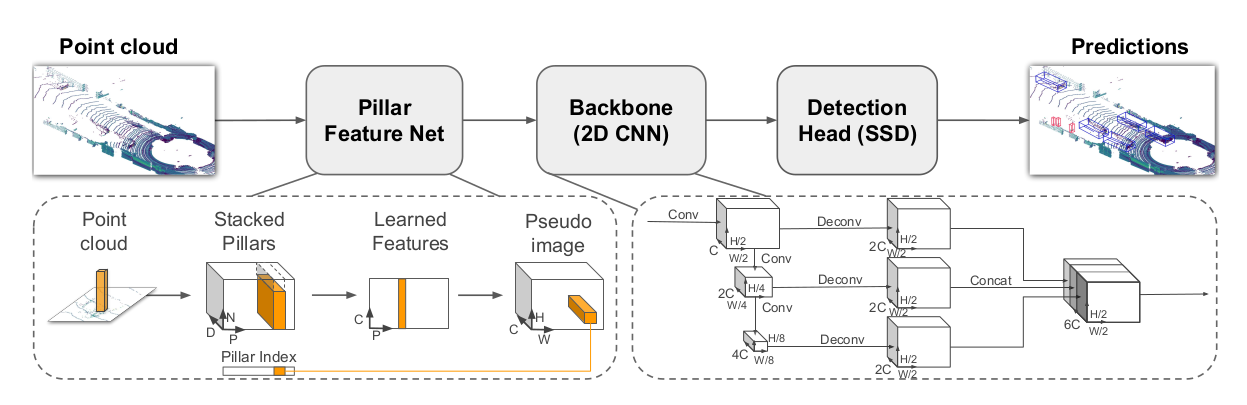 Point cloud
Predictions
Pillar
Feature Net
Backbone
(2D CNN)
Detection
Head (SSD)
Point
cloud
Stacked
Pillars
Learned
Features
Pseudo
image
D
N
P
C
P
C
H
W
Pillar Index
Conv
C
H/2
W/2
Deconv
2C
H/2
W/2
Conv
2C
H/4
W/4
Deconv
2C
H/2
W/2
Concat
Conv
4C
H/8
W/8
Deconv
2C
H/2
W/2
6C
H/2
W/2